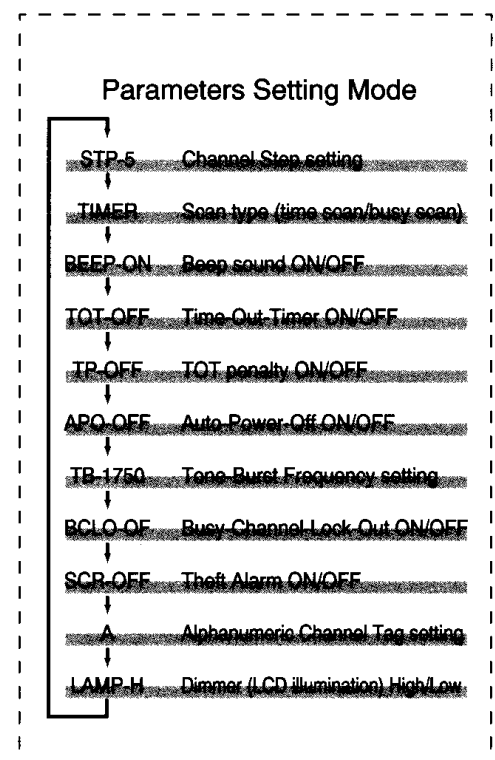 Parameters Setting Mode
STP-5 Channel Step setting
TIMER Scan type (time scan/busy scan)
BEEP-ON Beep sound ON/OFF
TOT-OFF Time-Out-Timer ON/OFF
TP-OFF TOT penalty ON/OFF
APO-OFF Auto-Power-Off ON/OFF
TB-1750 Tone-Burst Frequency setting
BCLO-OF Busy-Channel-Lock-Out ON/OFF
SCR-OFF Theft Alarm ON/OFF
A Alphanumeric Channel Tag setting
LAMP-H Dimmer (LCD illumination) High/Low